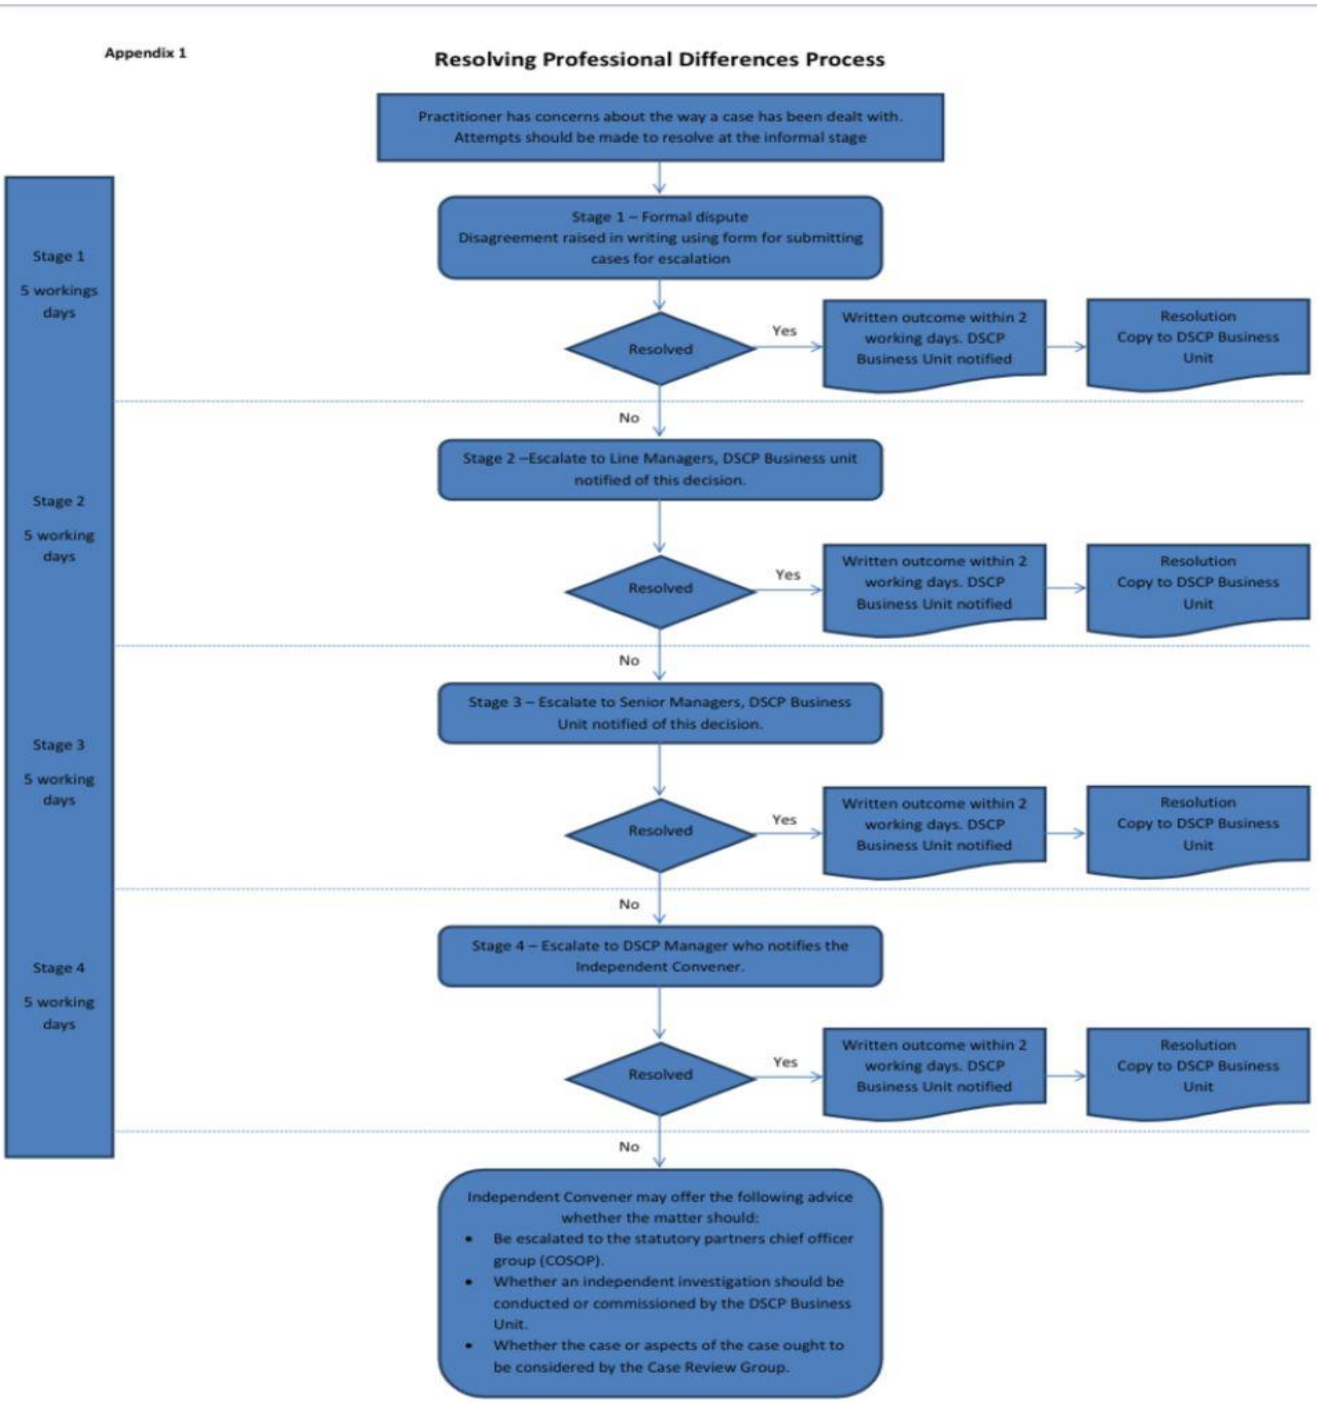 Appendix 1
Resolving Professional Differences Process
Practitioner has concerns about the way a case has been dealt with.
Attempts should be made to resolve at the informal stage
Stage 1
5 workings
days
Stage 1 – Formal dispute
Disagreement raised in writing using form for submitting
cases for escalation
Resolved
Yes
Written outcome within 2
working days. DSCP
Business Unit notified
Resolution
Copy to DSCP Business
Unit
No
Stage 2
5 working
days
Stage 2 –Escalate to Line Managers, DSCP Business unit
notified of this decision.
Resolved
Yes
Written outcome within 2
working days. DSCP
Business Unit notified
Resolution
Copy to DSCP Business
Unit
No
Stage 3
5 working
days
Stage 3 – Escalate to Senior Managers, DSCP Business
Unit notified of this decision.
Resolved
Yes
Written outcome within 2
working days. DSCP
Business Unit notified
Resolution
Copy to DSCP Business
Unit
No
Stage 4
5 working
days
Stage 4 – Escalate to DSCP Manager who notifies the
Independent Convener.
Resolved
Yes
Written outcome within 2
working days. DSCP
Business Unit notified
Resolution
Copy to DSCP Business
Unit
No
Independent Convener may offer the following advice
whether the matter should:
• Be escalated to the statutory partners chief officer
group (COSOP).
• Whether an independent investigation should be
conducted or commissioned by the DSCP Business
Unit.
• Whether the case or aspects of the case ought to
be considered by the Case Review Group.